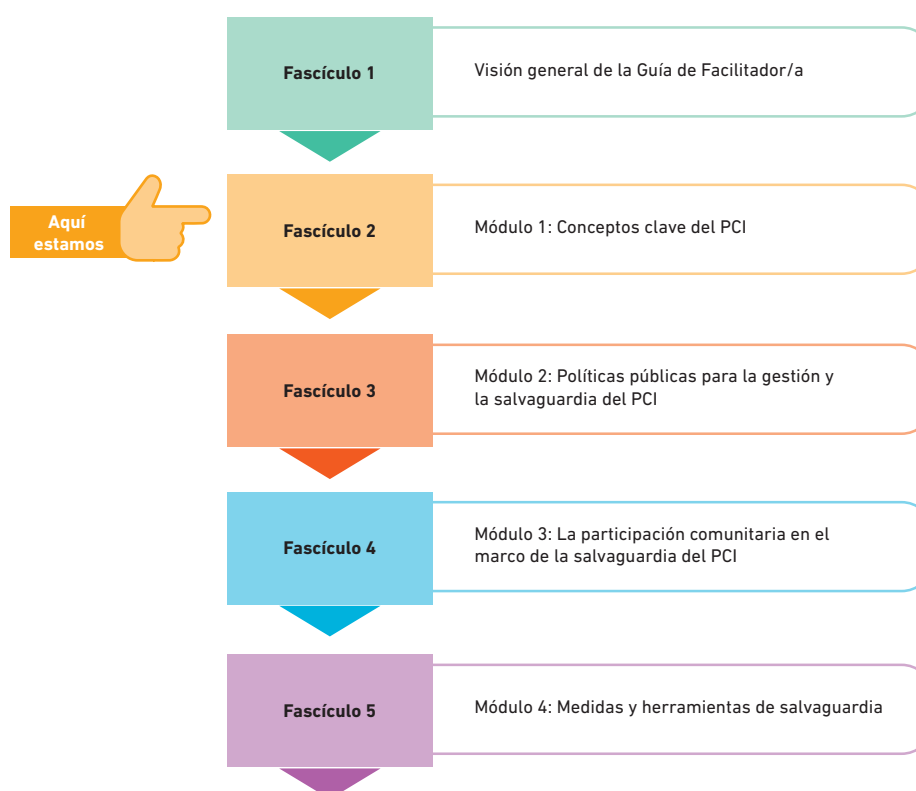 Fascículo 1
Visión general de la Guía de Facilitador/a
Aquí
estamos
Fascículo 2
Módulo 1: Conceptos clave del PCI
Fascículo 3
Módulo 2: Políticas públicas para la gestión y
la salvaguardia del PCI
Fascículo 4
Módulo 3: La participación comunitaria en el
marco de la salvaguardia del PCI
Fascículo 5
Módulo 4: Medidas y herramientas de salvaguardia